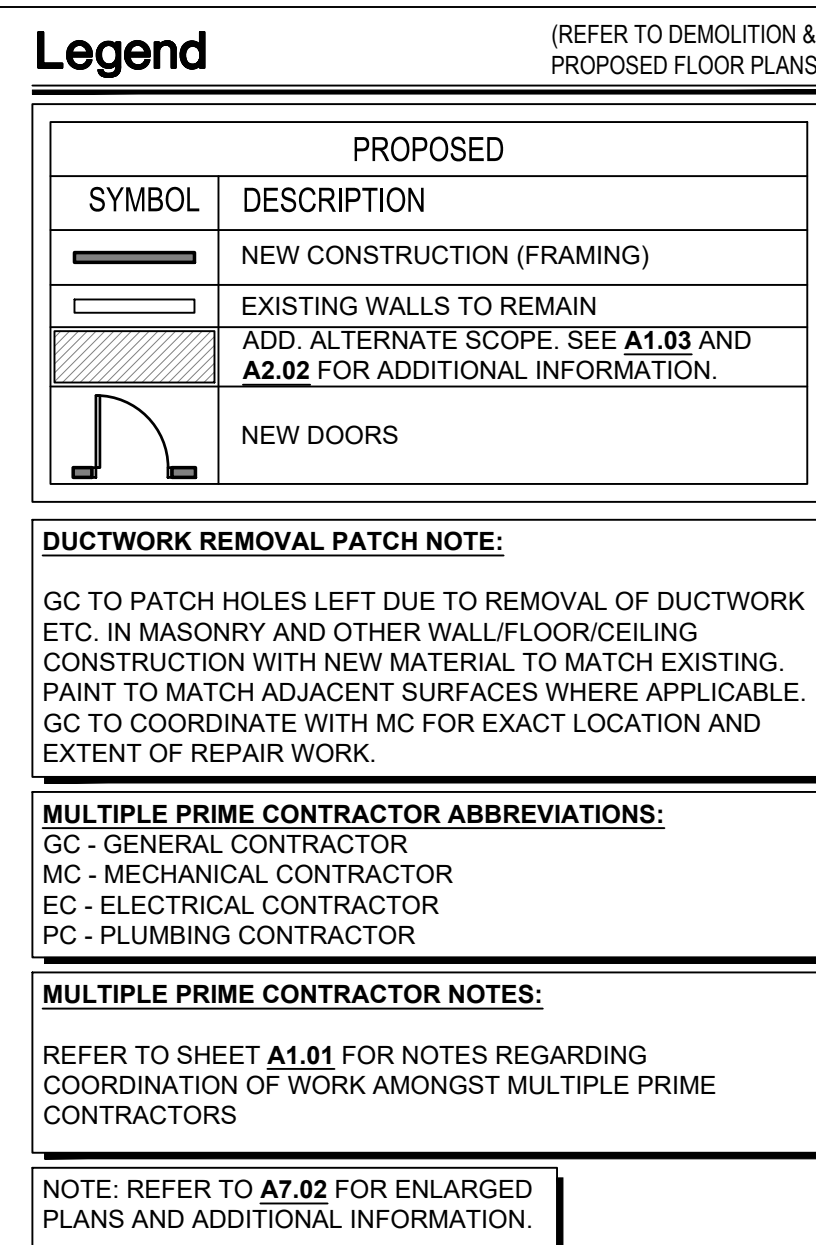 Legend
(REFER TO DEMOLITION &
PROPOSED FLOOR PLANS
PROPOSED
SYMBOL DESCRIPTION
NEW CONSTRUCTION (FRAMING)
EXISTING WALLS TO REMAIN
ADD. ALTERNATE SCOPE. SEE A1.03 AND
A2.02 FOR ADDITIONAL INFORMATION.
NEW DOORS
DUCTWORK REMOVAL PATCH NOTE:
GC TO PATCH HOLES LEFT DUE TO REMOVAL OF DUCTWORK
ETC. IN MASONRY AND OTHER WALL/FLOOR/CEILING
CONSTRUCTION WITH NEW MATERIAL TO MATCH EXISTING.
PAINT TO MATCH ADJACENT SURFACES WHERE APPLICABLE.
GC TO COORDINATE WITH MC FOR EXACT LOCATION AND
EXTENT OF REPAIR WORK.
MULTIPLE PRIME CONTRACTOR ABBREVIATIONS:
GC - GENERAL CONTRACTOR
MC - MECHANICAL CONTRACTOR
EC - ELECTRICAL CONTRACTOR
PC - PLUMBING CONTRACTOR
MULTIPLE PRIME CONTRACTOR NOTES:
REFER TO SHEET A1.01 FOR NOTES REGARDING
COORDINATION OF WORK AMONGST MULTIPLE PRIME
CONTRACTORS
NOTE: REFER TO A7.02 FOR ENLARGED
PLANS AND ADDITIONAL INFORMATION.